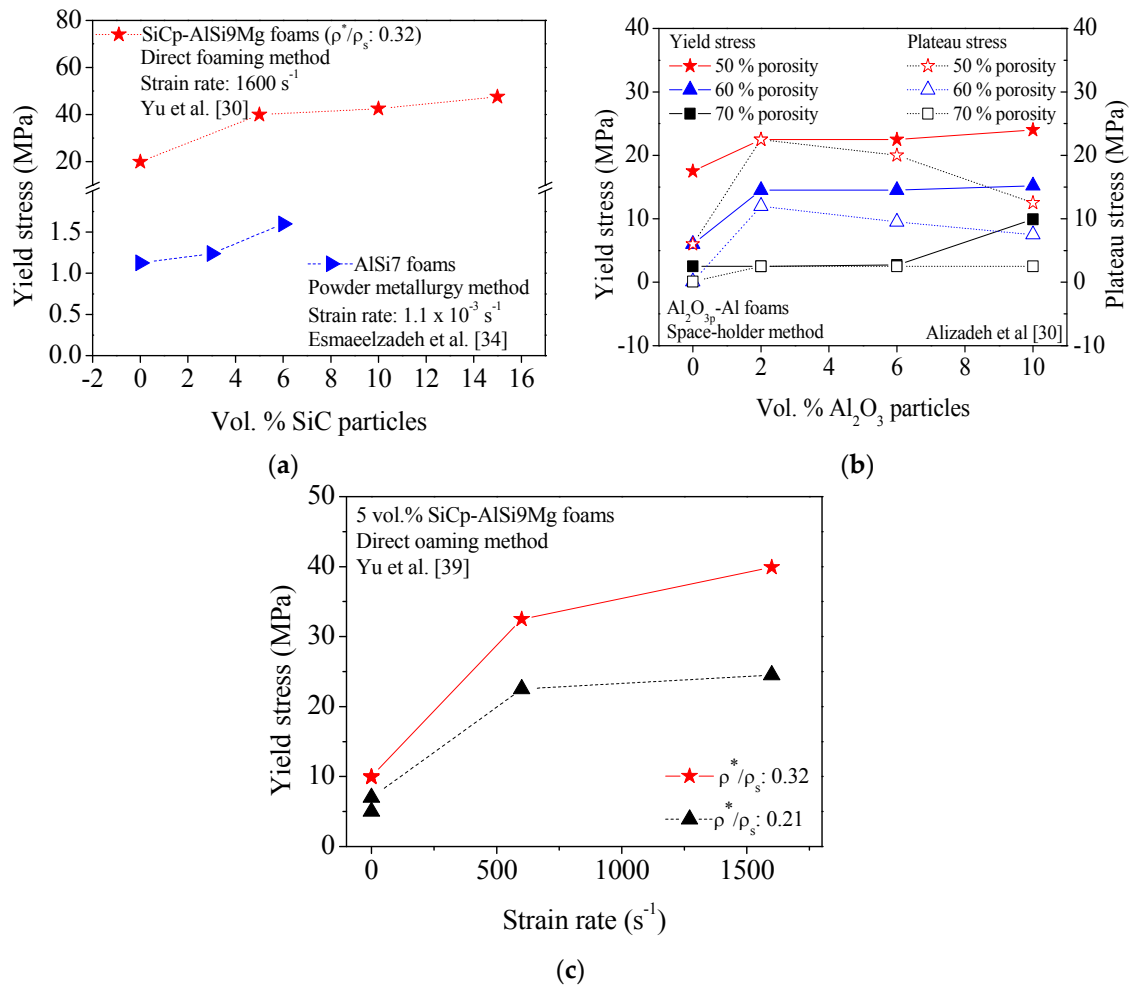 80
60
40
20
1.5
1.0
0.5
0.0
Yield stress (MPa)
SiCp-AlSi9Mg foams (ρ*/ρs: 0.32)
Direct foaming method
Strain rate: 1600 s⁻¹
Yu et al. [30]
AlSi7 foams
Powder metallurgy method
Strain rate: 1.1 x 10⁻³ s⁻¹
Esmaeelzadeh et al. [34]
-2 0 2 4 6 8 10 12 14 16
Vol. % SiC particles
(a)
40
30
20
10
0
-10
Yield stress (MPa)
Yield stress
50 % porosity
60 % porosity
70 % porosity
Plateau stress
50 % porosity
60 % porosity
70 % porosity
Al₂O₃p-Al foams
Space-holder method
Alizadeh et al [30]
40
30
20
10
0
-10
Plateau stress (MPa)
0 2 4 6 8 10
Vol. % Al₂O₃ particles
(b)
50
40
30
20
10
0
Yield stress (MPa)
5 vol.% SiCp-AlSi9Mg foams
Direct oaming method
Yu et al. [39]
ρ*/ρs: 0.32
ρ*/ρs: 0.21
0 500 1000 1500
Strain rate (s⁻¹)
(c)